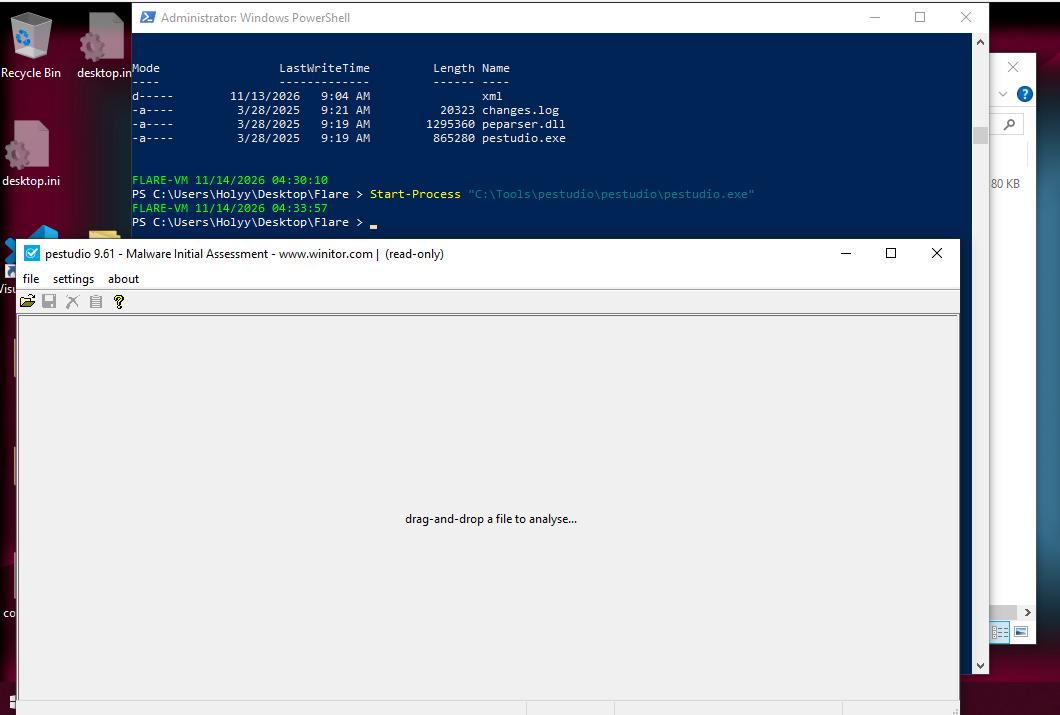 Administrator: Windows PowerShell
Recycle Bin
desktop.in
Mode LastWriteTime Length Name
---- ------------- ------ ----
d----- 11/13/2026 9:04 AM xml
-a---- 3/28/2025 9:21 AM 20323 changes.log
-a---- 3/28/2025 9:19 AM 1295360 peparser.dll
-a---- 3/28/2025 9:19 AM 865280 pestudio.exe
desktop.ini
80 KB
FLARE-VM 11/14/2026 04:30:10
PS C:\Users\Holyy\Desktop\Flare > Start-Process "C:\Tools\pestudio\pestudio\pestudio.exe"
FLARE-VM 11/14/2026 04:33:57
PS C:\Users\Holyy\Desktop\Flare >
pestudio 9.61 - Malware Initial Assessment - www.winitor.com | (read-only)
file settings about
drag-and-drop a file to analyse...
co